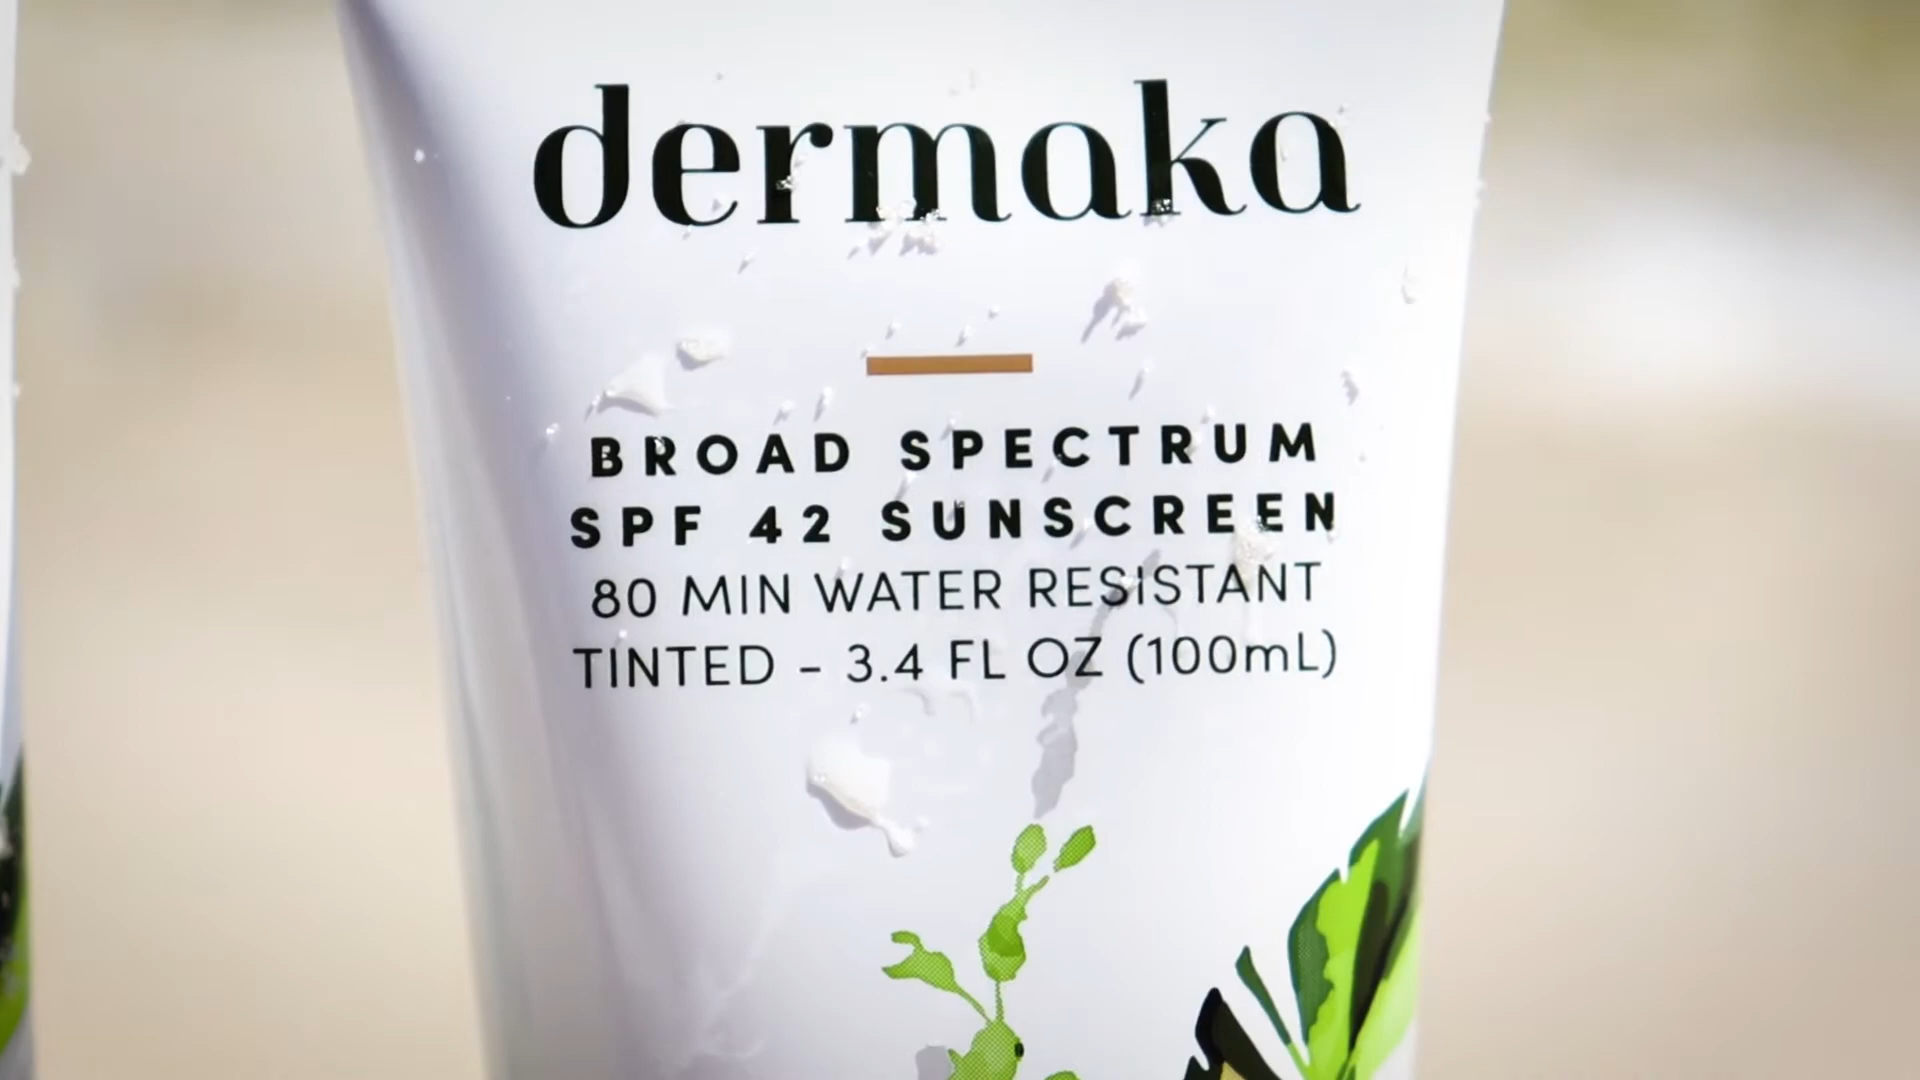 dermaka
BROAD SPECTRUM
SPF 42 SUNSCREEN
80 MIN WATER RESISTANT
TINTED - 3.4 FL OZ (100mL)